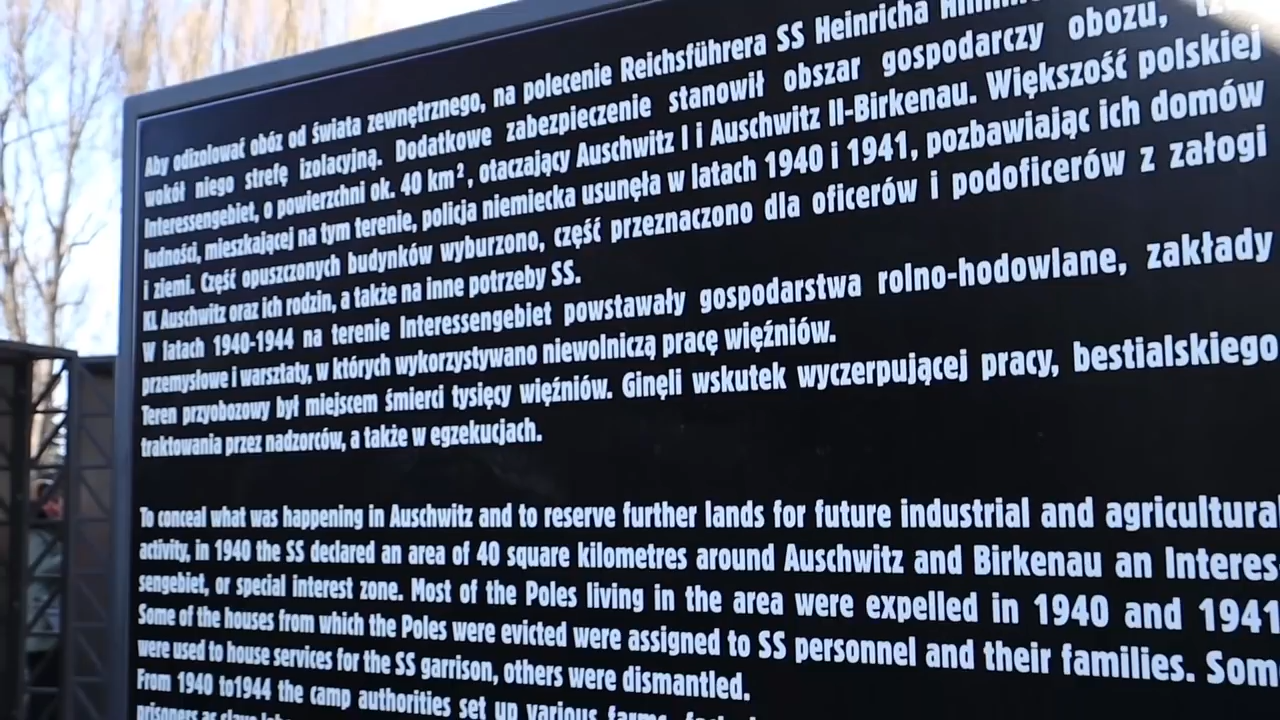 Aby odizolować obóz od świata zewnętrznego, na polecenie Reichsführera SS Heinricha
wokół niego strefę izolacyjną. Dodatkowe zabezpieczenie stanowił obszar gospodarczy obozu,
Interessengebiet, o powierzchni ok. 40 km², otaczający Auschwitz I i Auschwitz II-Birkenau. Większość polskiej
ludności, mieszkającej na tym terenie, policja niemiecka usunęła w latach 1940 i 1941, pozbawiając ich domów
i ziemi. Część opuszczonych budynków wyburzono, część przeznaczono dla oficerów i podoficerów z załogi
KL Auschwitz oraz ich rodzin, a także na inne potrzeby SS.
W latach 1940-1944 na terenie Interessengebiet powstawały gospodarstwa rolno-hodowlane, zakłady
przemysłowe i warsztaty, w których wykorzystywano niewolniczą pracę więźniów.
Teren przyobozowy był miejscem śmierci tysięcy więźniów. Ginęli wskutek wyczerpującej pracy, bestialskiego
traktowania przez nadzorców, a także w egzekucjach.
To conceal what was happening in Auschwitz and to reserve further lands for future industrial and agricultura
activity, in 1940 the SS declared an area of 40 square kilometres around Auschwitz and Birkenau an Interes-
sengebiet, or special interest zone. Most of the Poles living in the area were expelled in 1940 and 1941
Some of the houses from which the Poles were evicted were assigned to SS personnel and their families. Som
were used to house services for the SS garrison, others were dismantled.
From 1940 to1944 the camp authorities set up various farms,
prisoners as slave